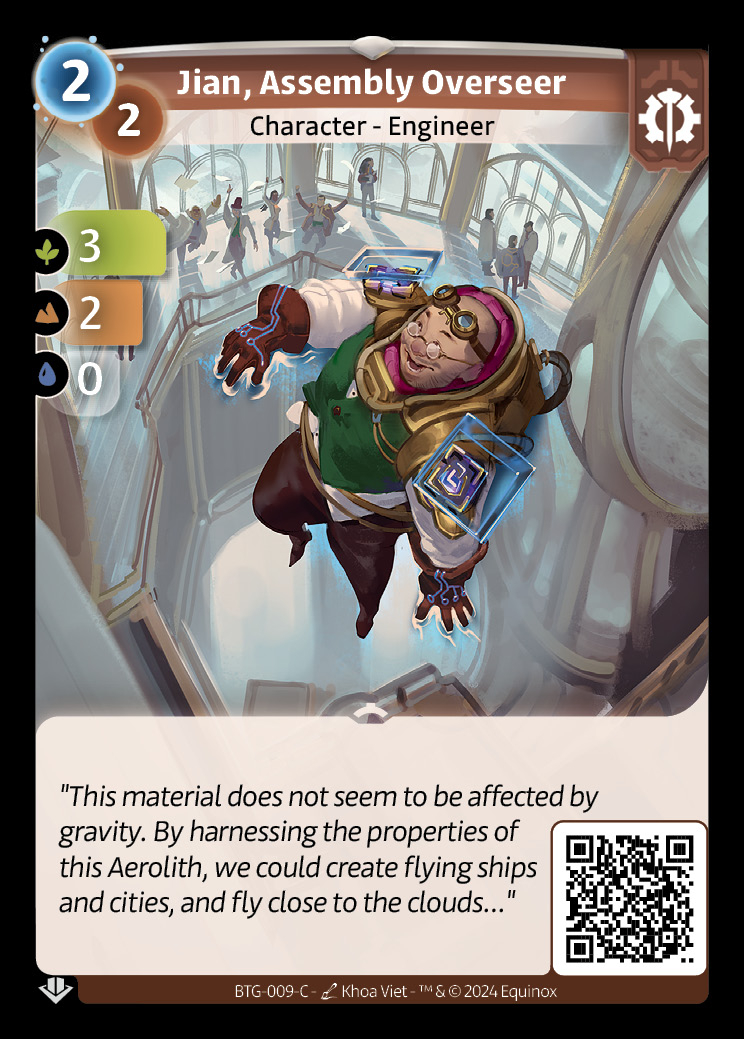 2
Jian, Assembly Overseer
2
Character - Engineer
3
2
0
"This material does not seem to be affected by
gravity. By harnessing the properties of
this Aerolith, we could create flying ships
and cities, and fly close to the clouds..."
BTG-009-C - Khoa Viet - ™ & © 2024 Equinox